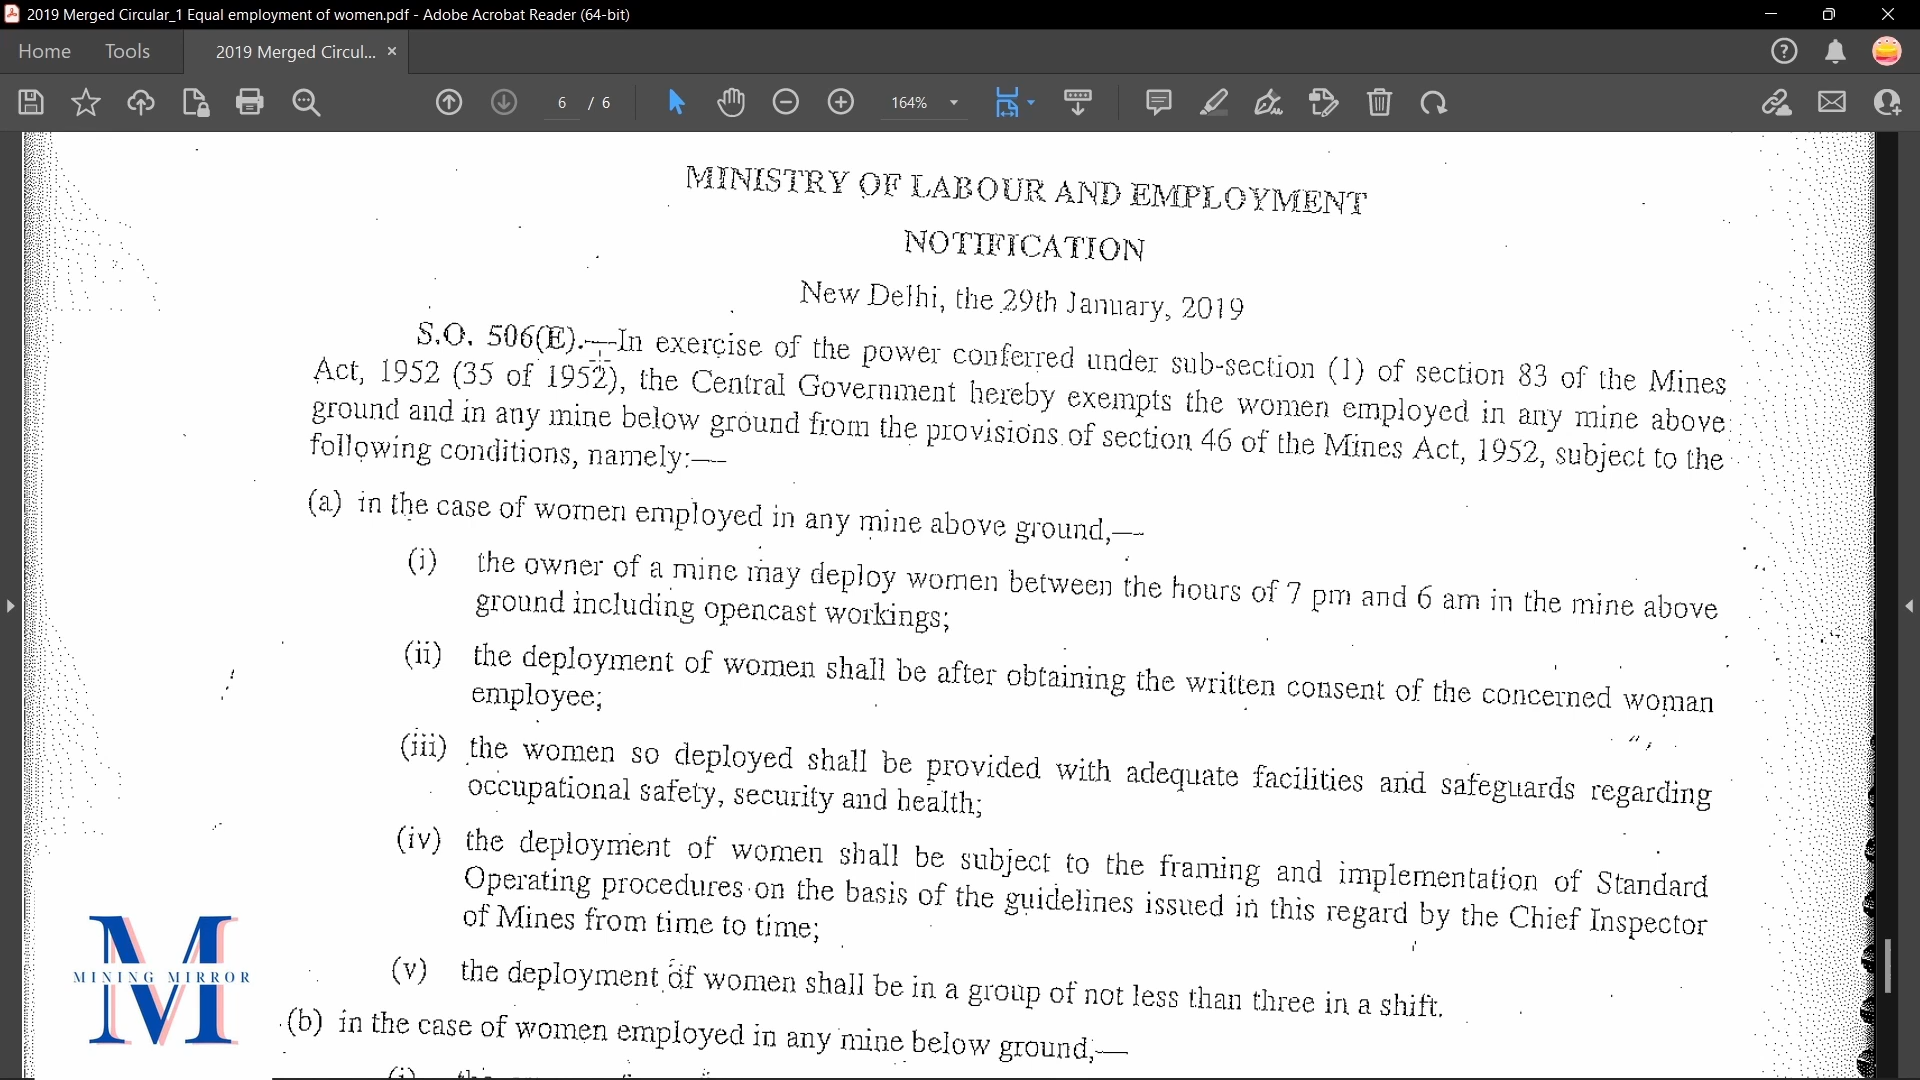 2019 Merged Circular_1 Equal employment of women.pdf - Adobe Acrobat Reader (64-bit)
Home Tools 2019 Merged Circul... ×
6 / 6 164%
MINISTRY OF LABOUR AND EMPLOYMENT
NOTIFICATION
New Delhi, the 29th January, 2019
S.O. 506(E).—In exercise of the power conferred under sub-section (1) of section 83 of the Mines
Act, 1952 (35 of 1952), the Central Government hereby exempts the women employed in any mine above
ground and in any mine below ground from the provisions of section 46 of the Mines Act, 1952, subject to the
following conditions, namely:—
(a) in the case of women employed in any mine above ground,—
(i) the owner of a mine may deploy women between the hours of 7 pm and 6 am in the mine above
ground including opencast workings;
(ii) the deployment of women shall be after obtaining the written consent of the concerned woman
employee;
(iii) the women so deployed shall be provided with adequate facilities and safeguards regarding
occupational safety, security and health;
(iv) the deployment of women shall be subject to the framing and implementation of Standard
Operating procedures on the basis of the guidelines issued in this regard by the Chief Inspector
of Mines from time to time;
(v) the deployment of women shall be in a group of not less than three in a shift.
(b) in the case of women employed in any mine below ground,—
M
MINING MIRROR